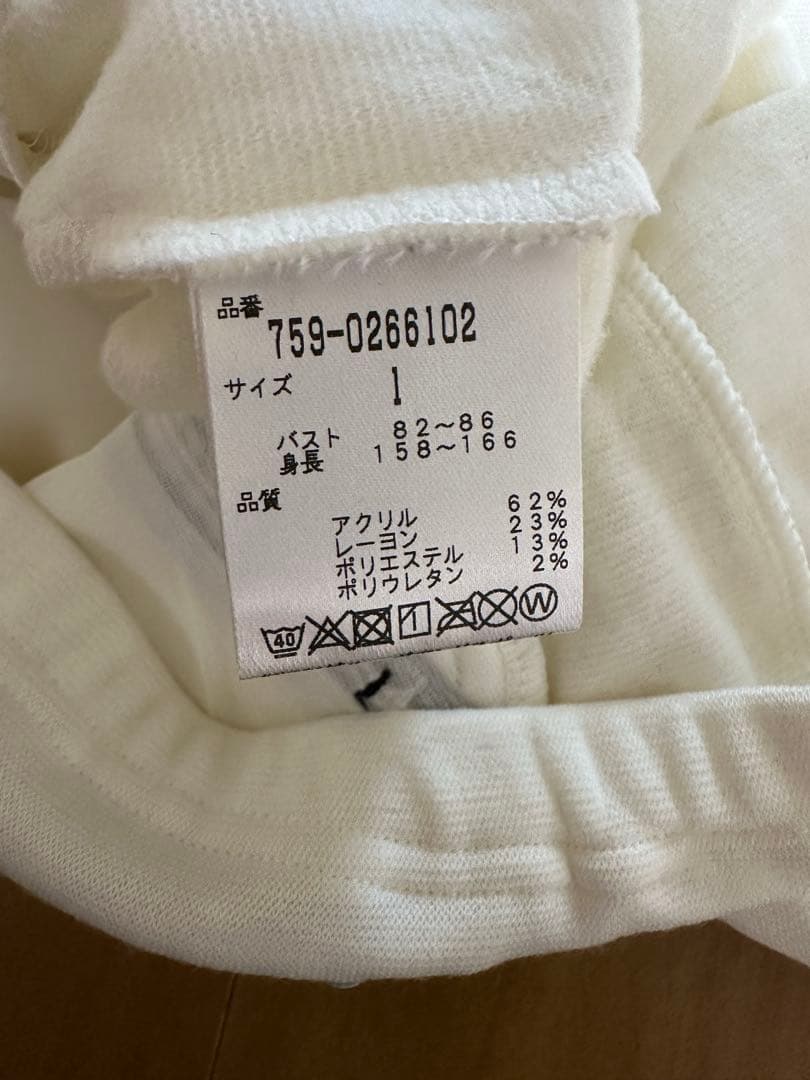 品番
759-0266102
サイズ 1
バスト 82～86
身長 158～166
品質
アクリル 62%
レーヨン 23%
ポリエステル 13%
ポリウレタン 2%
40 W